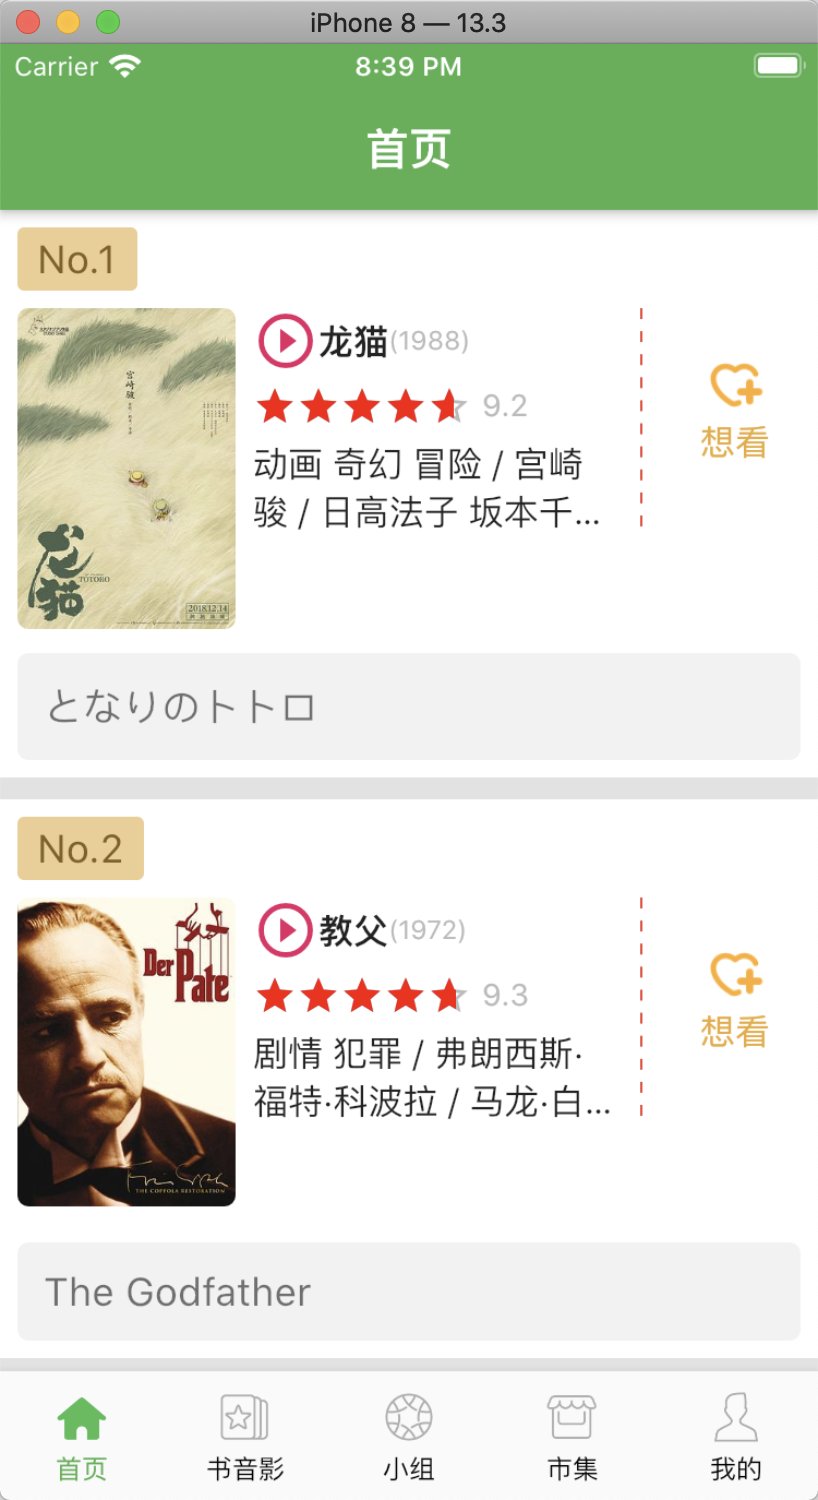 iPhone 8 — 13.3
Carrier 8:39 PM
首页
No.1
宫崎骏
龙猫
TOTORO
2018.12.14
龙猫(1988)
9.2
动画 奇幻 冒险 / 宫崎
骏 / 日高法子 坂本千...
想看
となりのトトロ
No.2
Der
Pate
THE COPPOLA RESTORATION
教父(1972)
9.3
剧情 犯罪 / 弗朗西斯·
福特·科波拉 / 马龙·白...
想看
The Godfather
首页 书音影 小组 市集 我的